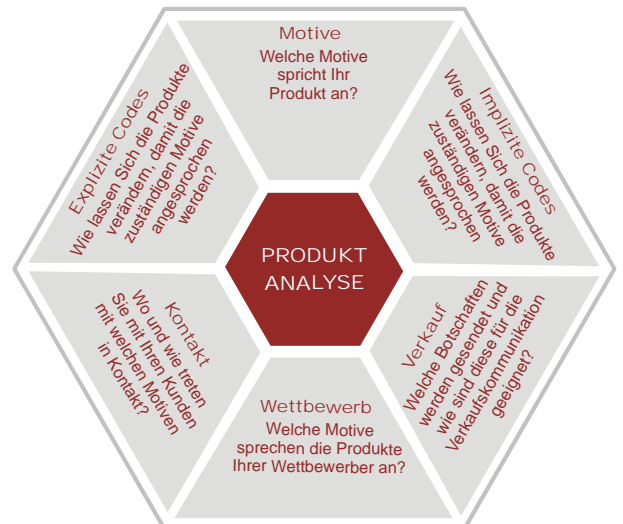 Motive
Welche Motive
spricht Ihr
Produkt an?
Implizite Codes
Wie lassen Sich die Produkte
verändern, damit die
zuständigen Motive
angesprochen
werden?
Verkauf
Welche Botschaften
werden gesendet und
wie sind diese für die
Verkaufskommunikation
geeignet?
Wettbewerb
Welche Motive
sprechen die Produkte
Ihrer Wettbewerber an?
Kontakt
Wo und wie treten
Sie mit Ihren Kunden
mit welchen Motiven
in Kontakt?
Explizite Codes
Wie lassen Sich die Produkte
verändern, damit die
zuständigen Motive
angesprochen
werden?
PRODUKT
ANALYSE